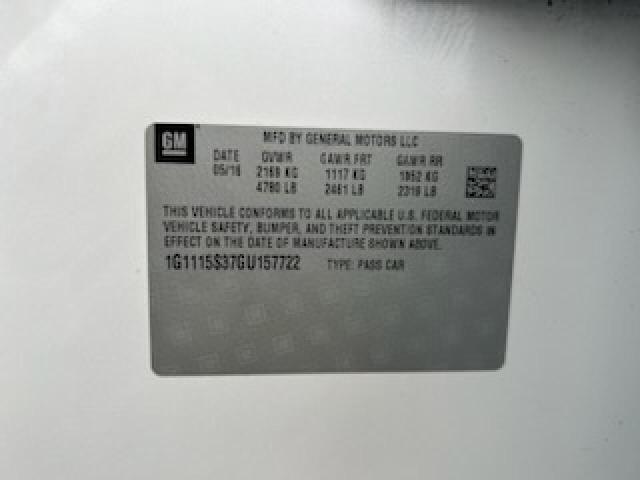 GM
MFD BY GENERAL MOTORS LLC
DATE GVWR GAWR FRT GAWR RR
05/16 2169 KG 1117 KG 1052 KG
4780 LB 2461 LB 2319 LB
THIS VEHICLE CONFORMS TO ALL APPLICABLE U.S. FEDERAL MOTOR
VEHICLE SAFETY, BUMPER, AND THEFT PREVENTION STANDARDS IN
EFFECT ON THE DATE OF MANUFACTURE SHOWN ABOVE.
1G1115S37GU157722 TYPE: PASS CAR